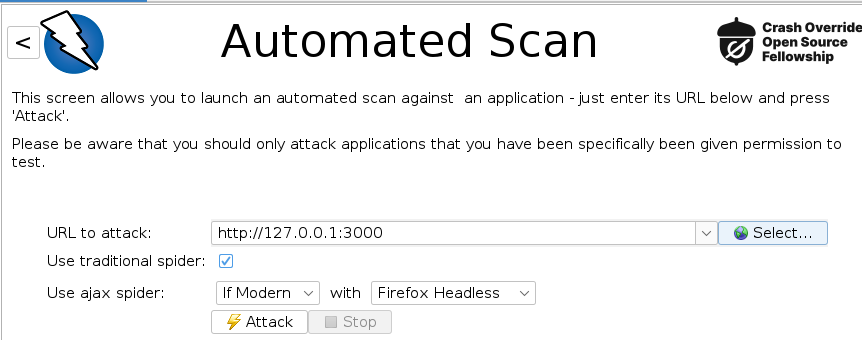 <
Automated Scan
Crash Override
Open Source
Fellowship
This screen allows you to launch an automated scan against  an application - just enter its URL below and press
'Attack'.
Please be aware that you should only attack applications that you have been specifically been given permission to
test.
URL to attack: http://127.0.0.1:3000 Select...
Use traditional spider:
Use ajax spider: If Modern with Firefox Headless
Attack Stop